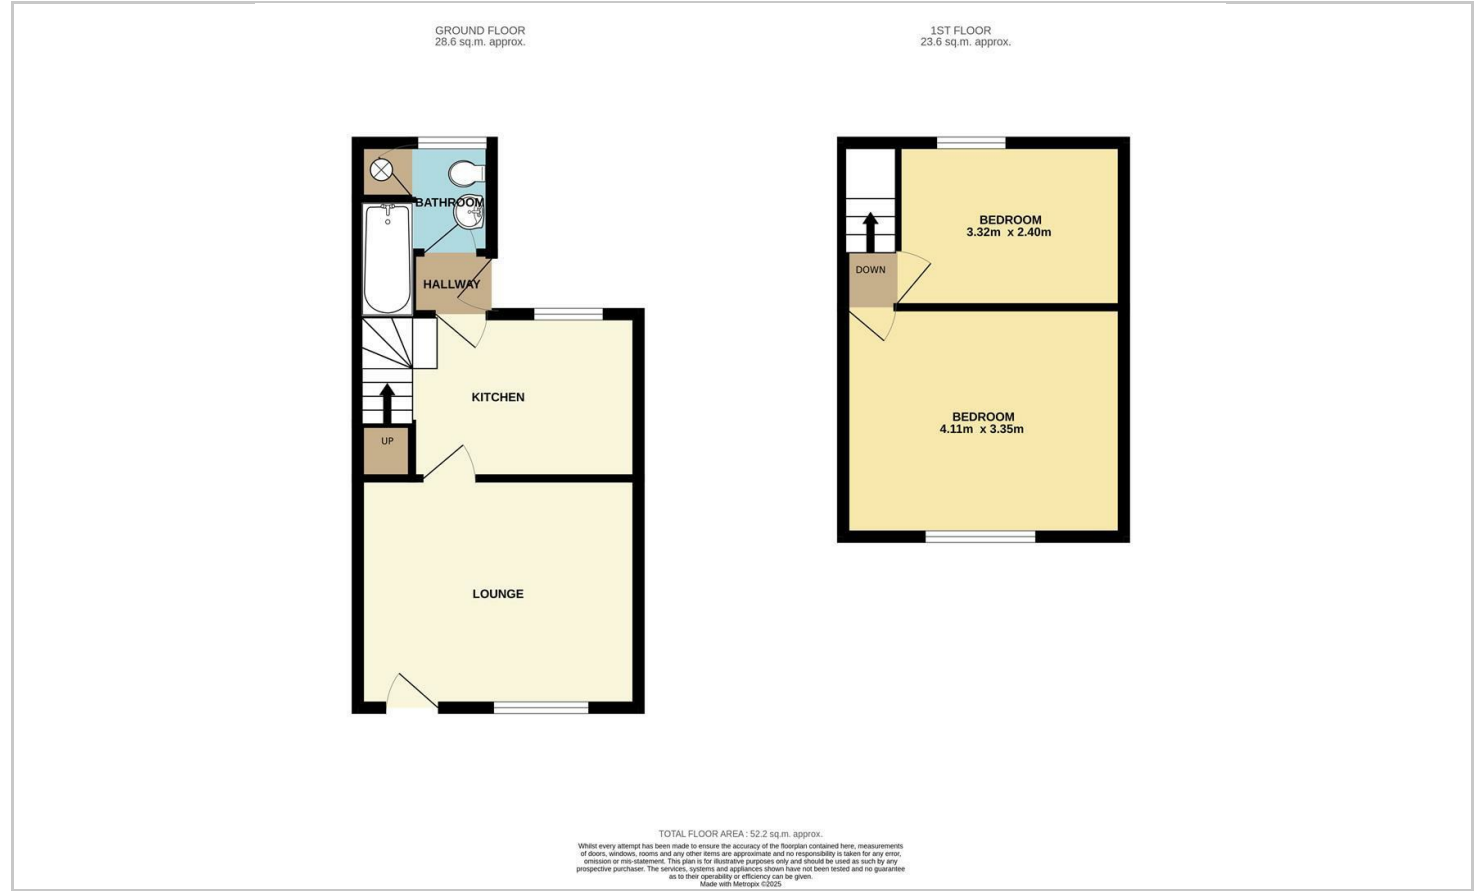 GROUND FLOOR
28.6 sq.m. approx.
1ST FLOOR
23.6 sq.m. approx.
BATHROOM
HALLWAY
KITCHEN
UP
LOUNGE
BEDROOM
3.32m x 2.40m
DOWN
BEDROOM
4.11m x 3.35m
TOTAL FLOOR AREA : 52.2 sq.m. approx.
Whilst every attempt has been made to ensure the accuracy of the floorplan contained here, measurements
of doors, windows, rooms and any other items are approximate and no responsibility is taken for any error,
omission or mis-statement. This plan is for illustrative purposes only and should be used as such by any
prospective purchaser. The services, systems and appliances shown have not been tested and no guarantee
as to their operability or efficiency can be given.
Made with Metropix ©2025